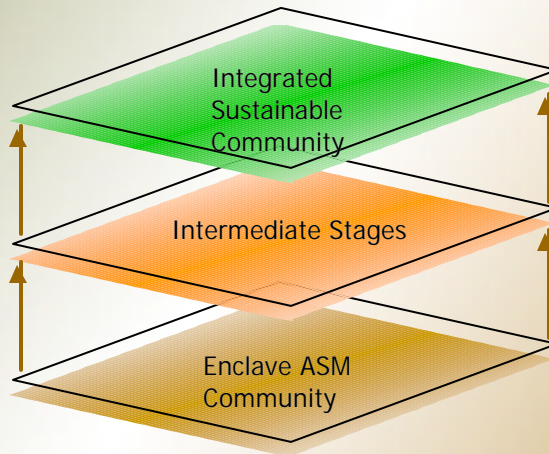 Integrated
Sustainable
Community
Intermediate Stages
Enclave ASM
Community